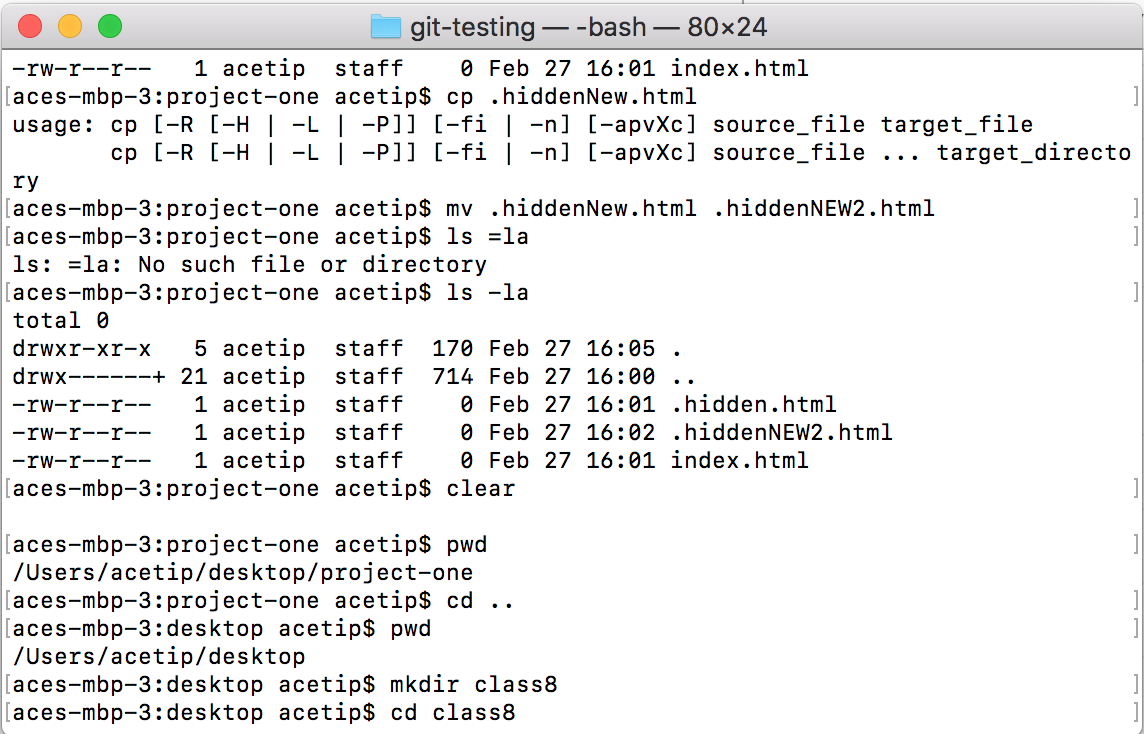 git-testing — -bash — 80×24
-rw-r--r--   1 acetip  staff    0 Feb 27 16:01 index.html
[aces-mbp-3:project-one acetip$ cp .hiddenNew.html ]
usage: cp [-R [-H | -L | -P]] [-fi | -n] [-apvXc] source_file target_file
       cp [-R [-H | -L | -P]] [-fi | -n] [-apvXc] source_file ... target_directo
ry
[aces-mbp-3:project-one acetip$ mv .hiddenNew.html .hiddenNEW2.html ]
[aces-mbp-3:project-one acetip$ ls =la ]
ls: =la: No such file or directory
[aces-mbp-3:project-one acetip$ ls -la ]
total 0
drwxr-xr-x   5 acetip  staff  170 Feb 27 16:05 .
drwx------+ 21 acetip  staff  714 Feb 27 16:00 ..
-rw-r--r--   1 acetip  staff    0 Feb 27 16:01 .hidden.html
-rw-r--r--   1 acetip  staff    0 Feb 27 16:02 .hiddenNEW2.html
-rw-r--r--   1 acetip  staff    0 Feb 27 16:01 index.html
[aces-mbp-3:project-one acetip$ clear ]
[aces-mbp-3:project-one acetip$ pwd ]
/Users/acetip/desktop/project-one
[aces-mbp-3:project-one acetip$ cd .. ]
[aces-mbp-3:desktop acetip$ pwd ]
/Users/acetip/desktop
[aces-mbp-3:desktop acetip$ mkdir class8 ]
[aces-mbp-3:desktop acetip$ cd class8 ]